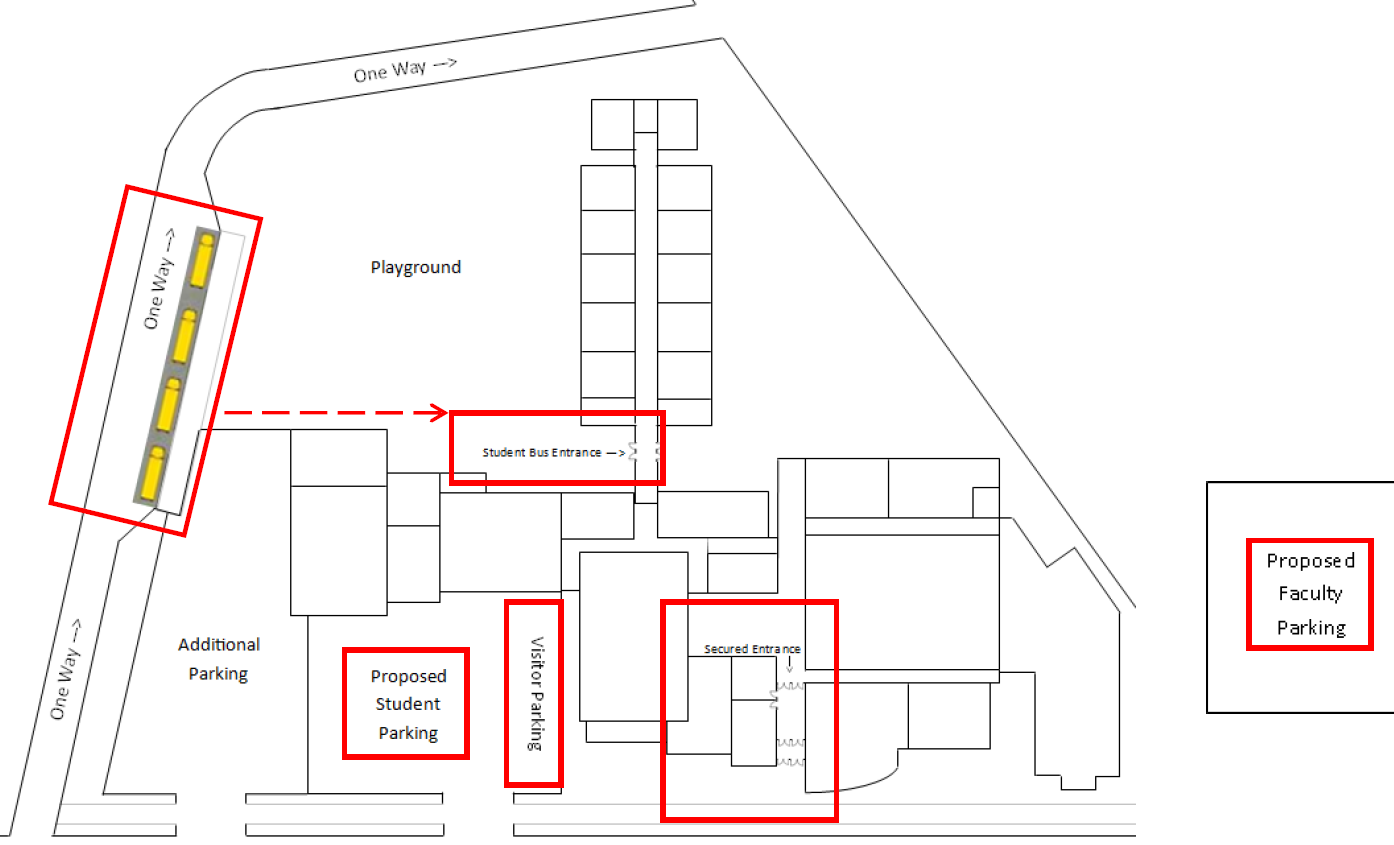 One Way -->
One Way -->
Playground
Student Bus Entrance -->
Proposed
Faculty
Parking
One Way -->
Additional
Parking
Proposed
Student
Parking
Visitor Parking
Secured Entrance